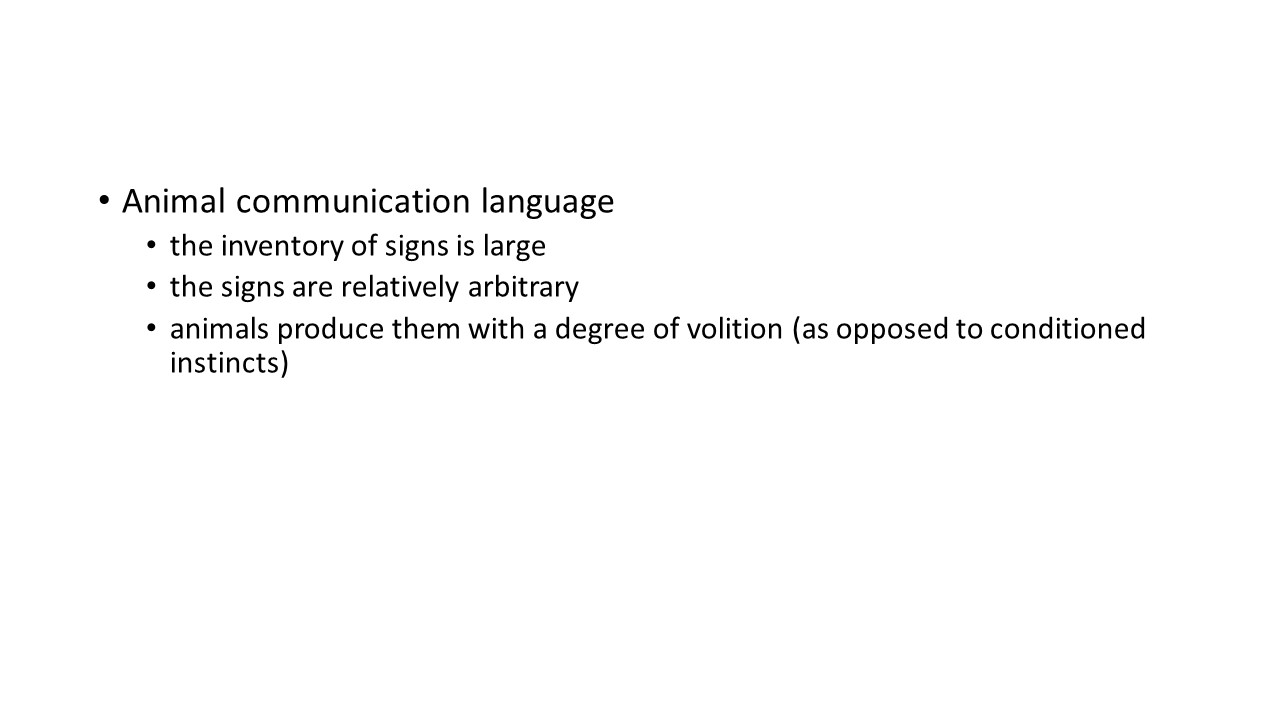 • Animal communication language
• the inventory of signs is large
• the signs are relatively arbitrary
• animals produce them with a degree of volition (as opposed to conditioned
instincts)